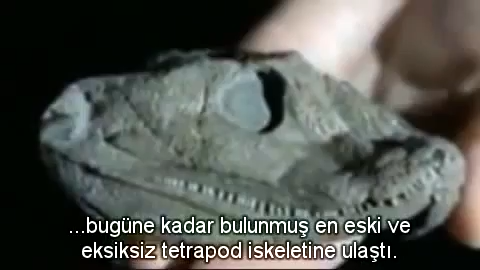 ...bugüne kadar bulunmuş en eski ve
eksiksiz tetrapod iskeletine ulaştı.